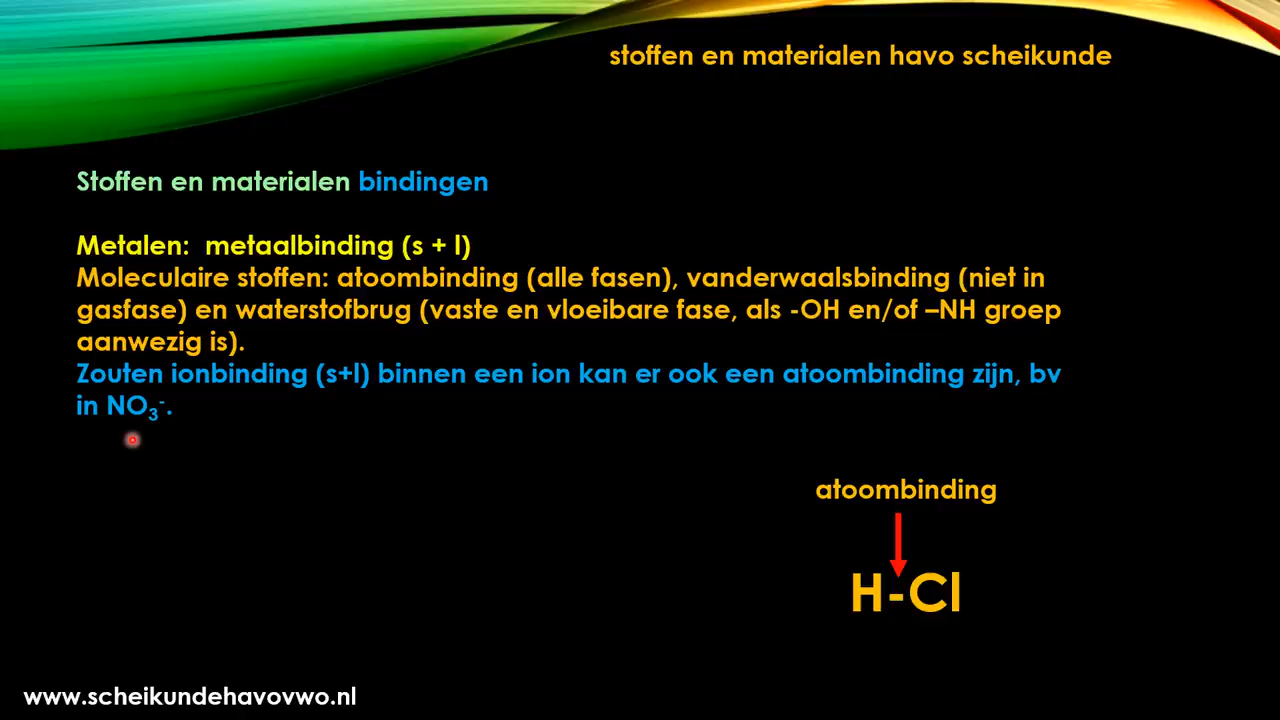 stoffen en materialen havo scheikunde
Stoffen en materialen bindingen
Metalen:  metaalbinding (s + l)
Moleculaire stoffen: atoombinding (alle fasen), vanderwaalsbinding (niet in
gasfase) en waterstofbrug (vaste en vloeibare fase, als -OH en/of –NH groep
aanwezig is).
Zouten ionbinding (s+l) binnen een ion kan er ook een atoombinding zijn, bv
in NO₃⁻.
atoombinding
H-Cl
www.scheikundehavovwo.nl